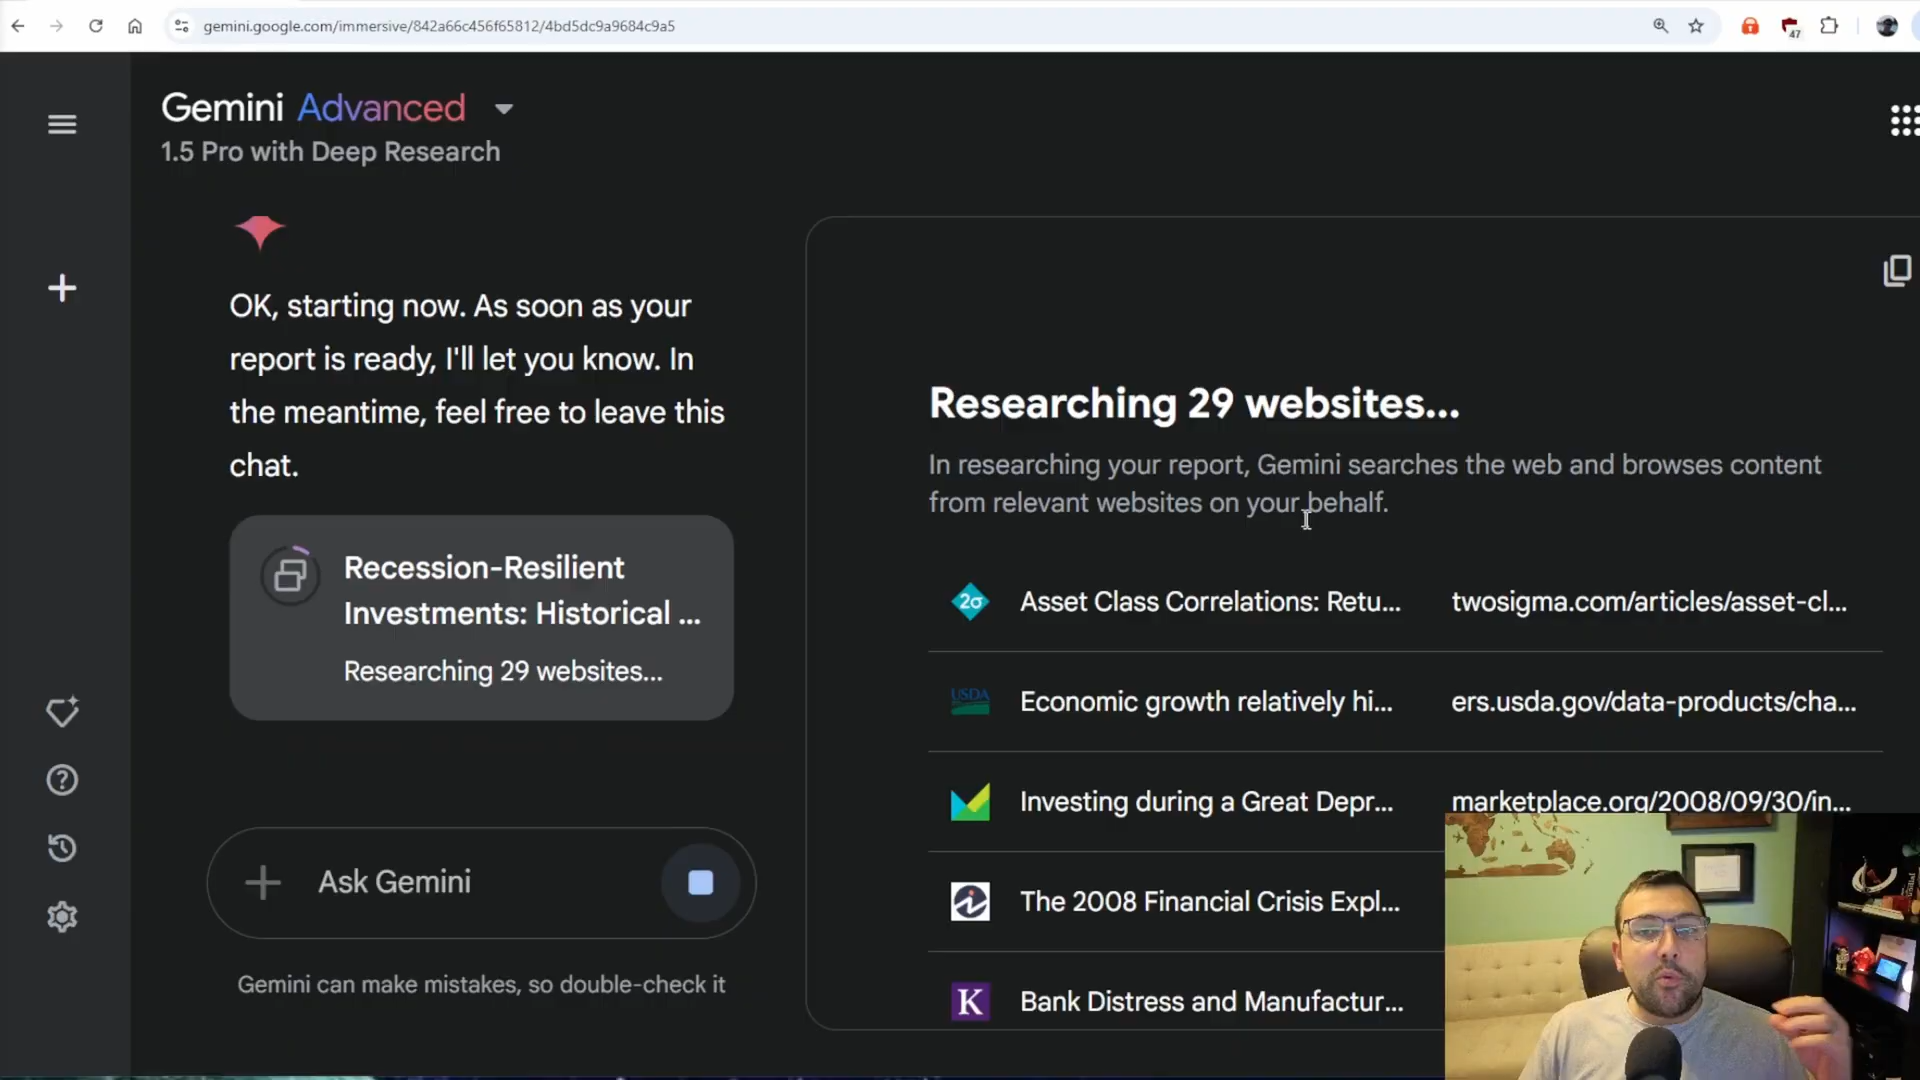 gemini.google.com/immersive/842a66c456f65812/4bd5dc9a9684c9a5
47
Gemini Advanced
1.5 Pro with Deep Research
OK, starting now. As soon as your
report is ready, I'll let you know. In
the meantime, feel free to leave this
chat.
Recession-Resilient
Investments: Historical ...
Researching 29 websites...
Ask Gemini
Gemini can make mistakes, so double-check it
Researching 29 websites...
In researching your report, Gemini searches the web and browses content
from relevant websites on your behalf.
2σ Asset Class Correlations: Retu... twosigma.com/articles/asset-cl...
USDA Economic growth relatively hi... ers.usda.gov/data-products/cha...
Investing during a Great Depr... marketplace.org/2008/09/30/in...
The 2008 Financial Crisis Expl...
K Bank Distress and Manufactur...